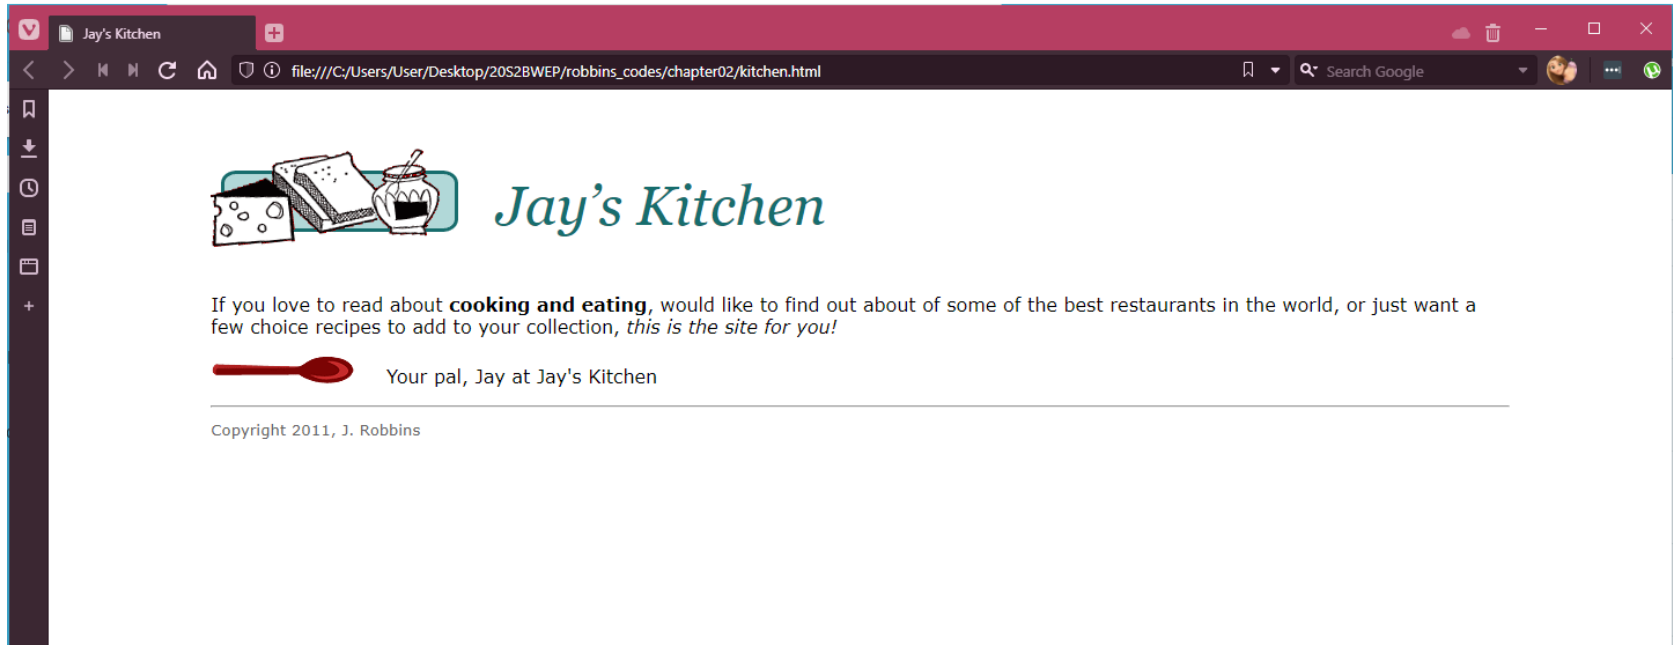 Jay's Kitchen
file:///C:/Users/User/Desktop/20S2BWEP/robbins_codes/chapter02/kitchen.html
Search Google
Jay’s Kitchen
If you love to read about cooking and eating, would like to find out about of some of the best restaurants in the world, or just want a
few choice recipes to add to your collection, this is the site for you!
Your pal, Jay at Jay's Kitchen
Copyright 2011, J. Robbins